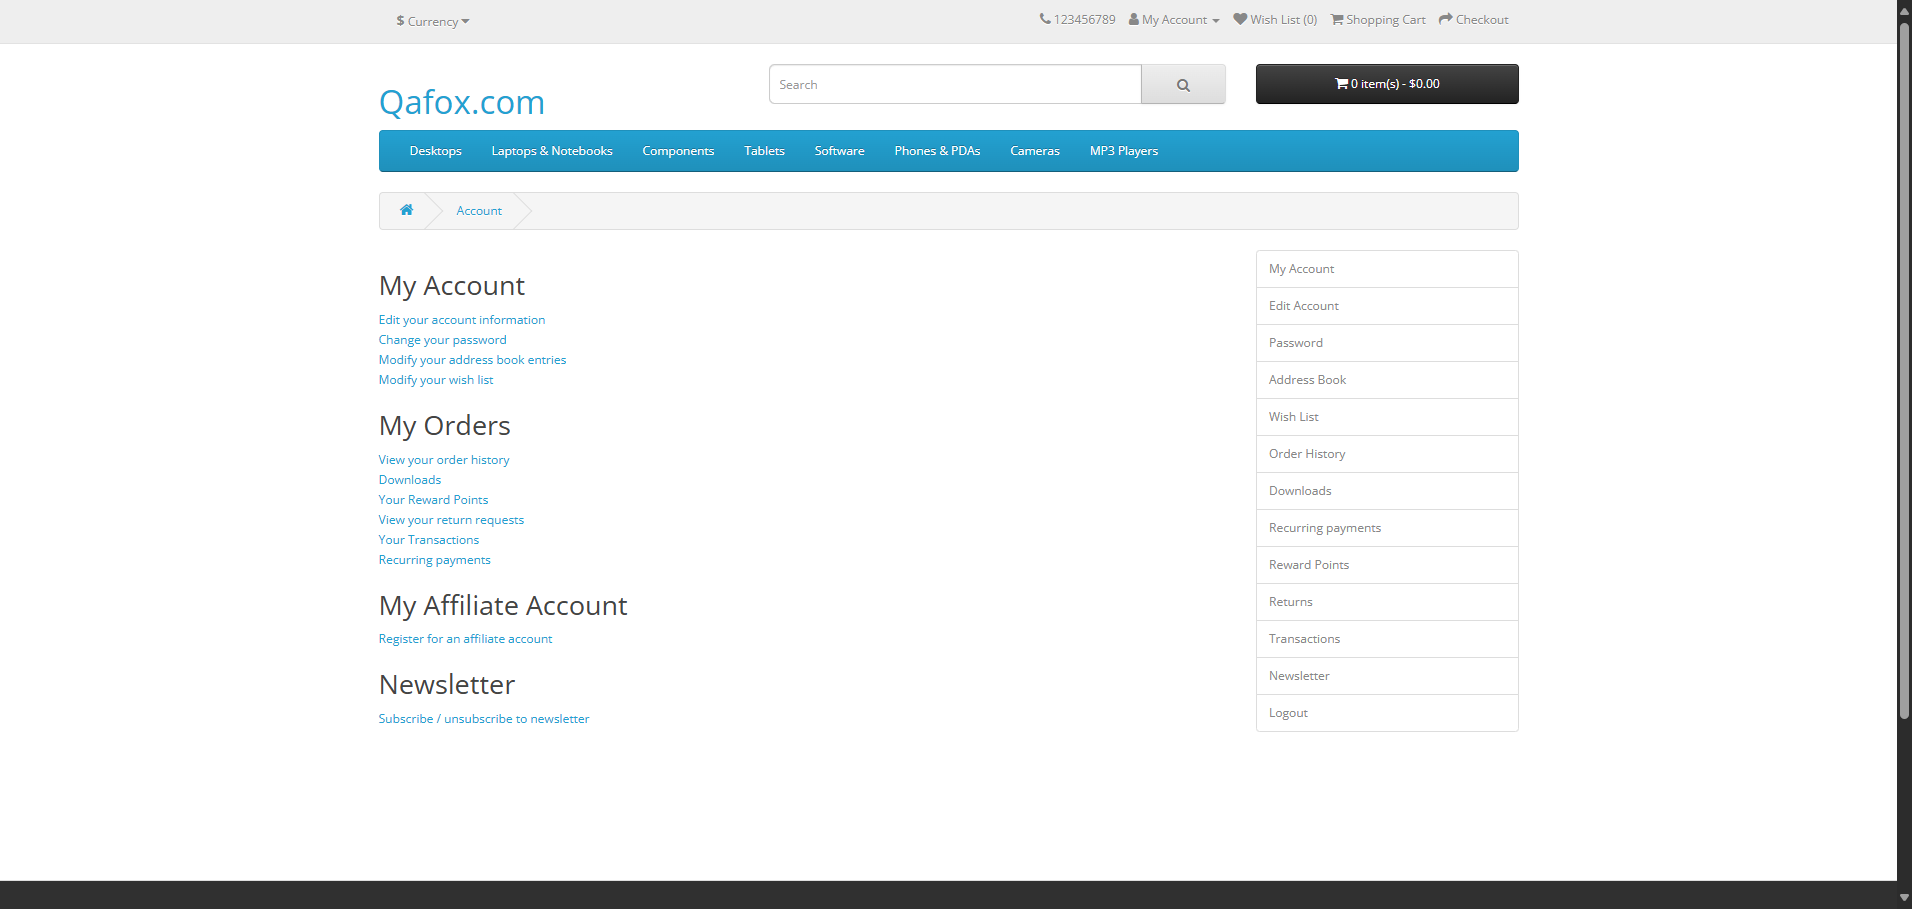 $ Currency
123456789 My Account Wish List (0) Shopping Cart Checkout
Qafox.com
Search
0 item(s) - $0.00
Desktops Laptops & Notebooks Components Tablets Software Phones & PDAs Cameras MP3 Players
Account
My Account
Edit your account information
Change your password
Modify your address book entries
Modify your wish list
My Orders
View your order history
Downloads
Your Reward Points
View your return requests
Your Transactions
Recurring payments
My Affiliate Account
Register for an affiliate account
Newsletter
Subscribe / unsubscribe to newsletter
My Account
Edit Account
Password
Address Book
Wish List
Order History
Downloads
Recurring payments
Reward Points
Returns
Transactions
Newsletter
Logout